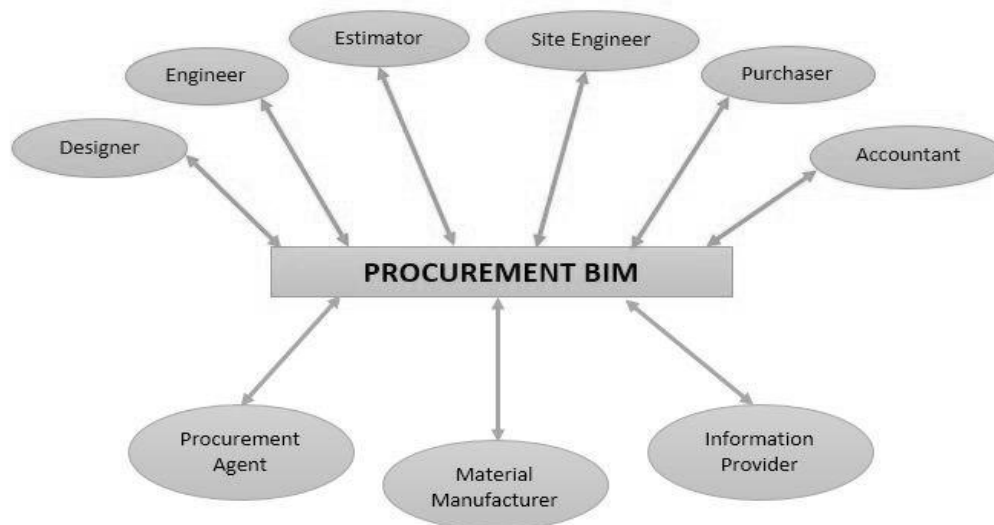 Estimator
Site Engineer
Engineer
Purchaser
Designer
Accountant
PROCUREMENT BIM
Procurement
Agent
Material
Manufacturer
Information
Provider